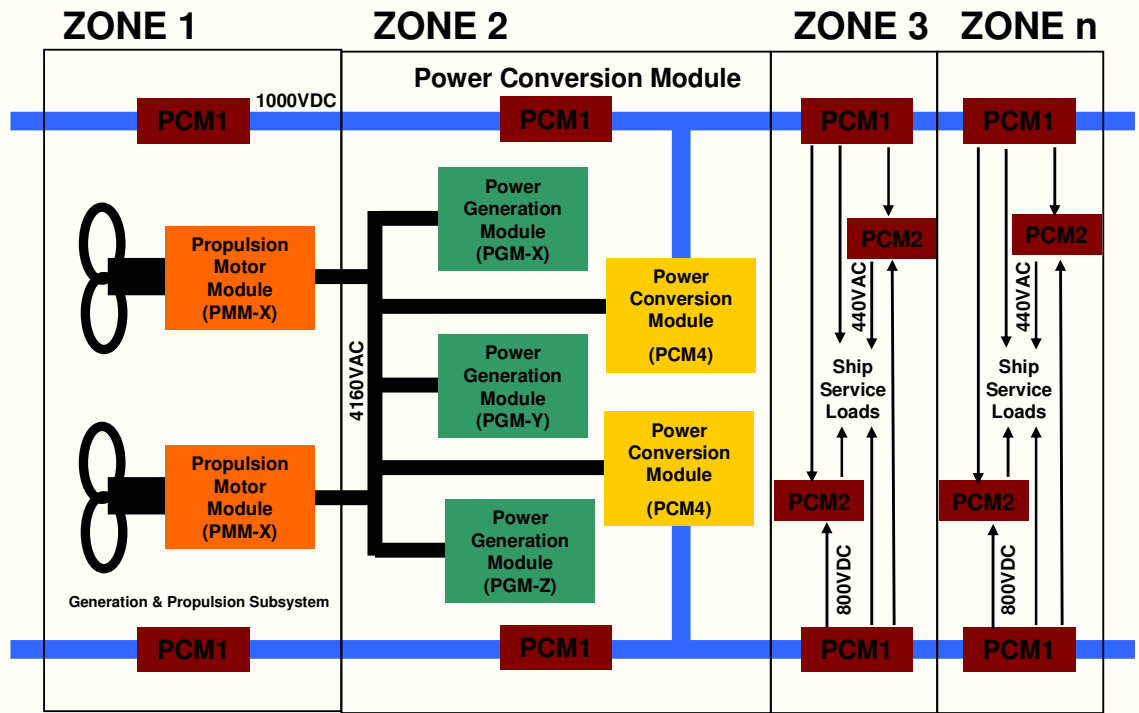 ZONE 1
ZONE 2
ZONE 3
ZONE n
Power Conversion Module
1000VDC
PCM1
PCM1
PCM1
PCM1
Propulsion
Motor
Module
(PMM-X)
Propulsion
Motor
Module
(PMM-X)
Generation & Propulsion Subsystem
PCM1
4160VAC
Power
Generation
Module
(PGM-X)
Power
Generation
Module
(PGM-Y)
Power
Generation
Module
(PGM-Z)
Power
Conversion
Module
(PCM4)
Power
Conversion
Module
(PCM4)
PCM1
PCM2
440VAC
Ship
Service
Loads
PCM2
800VDC
PCM1
PCM2
440VAC
Ship
Service
Loads
PCM2
800VDC
PCM1